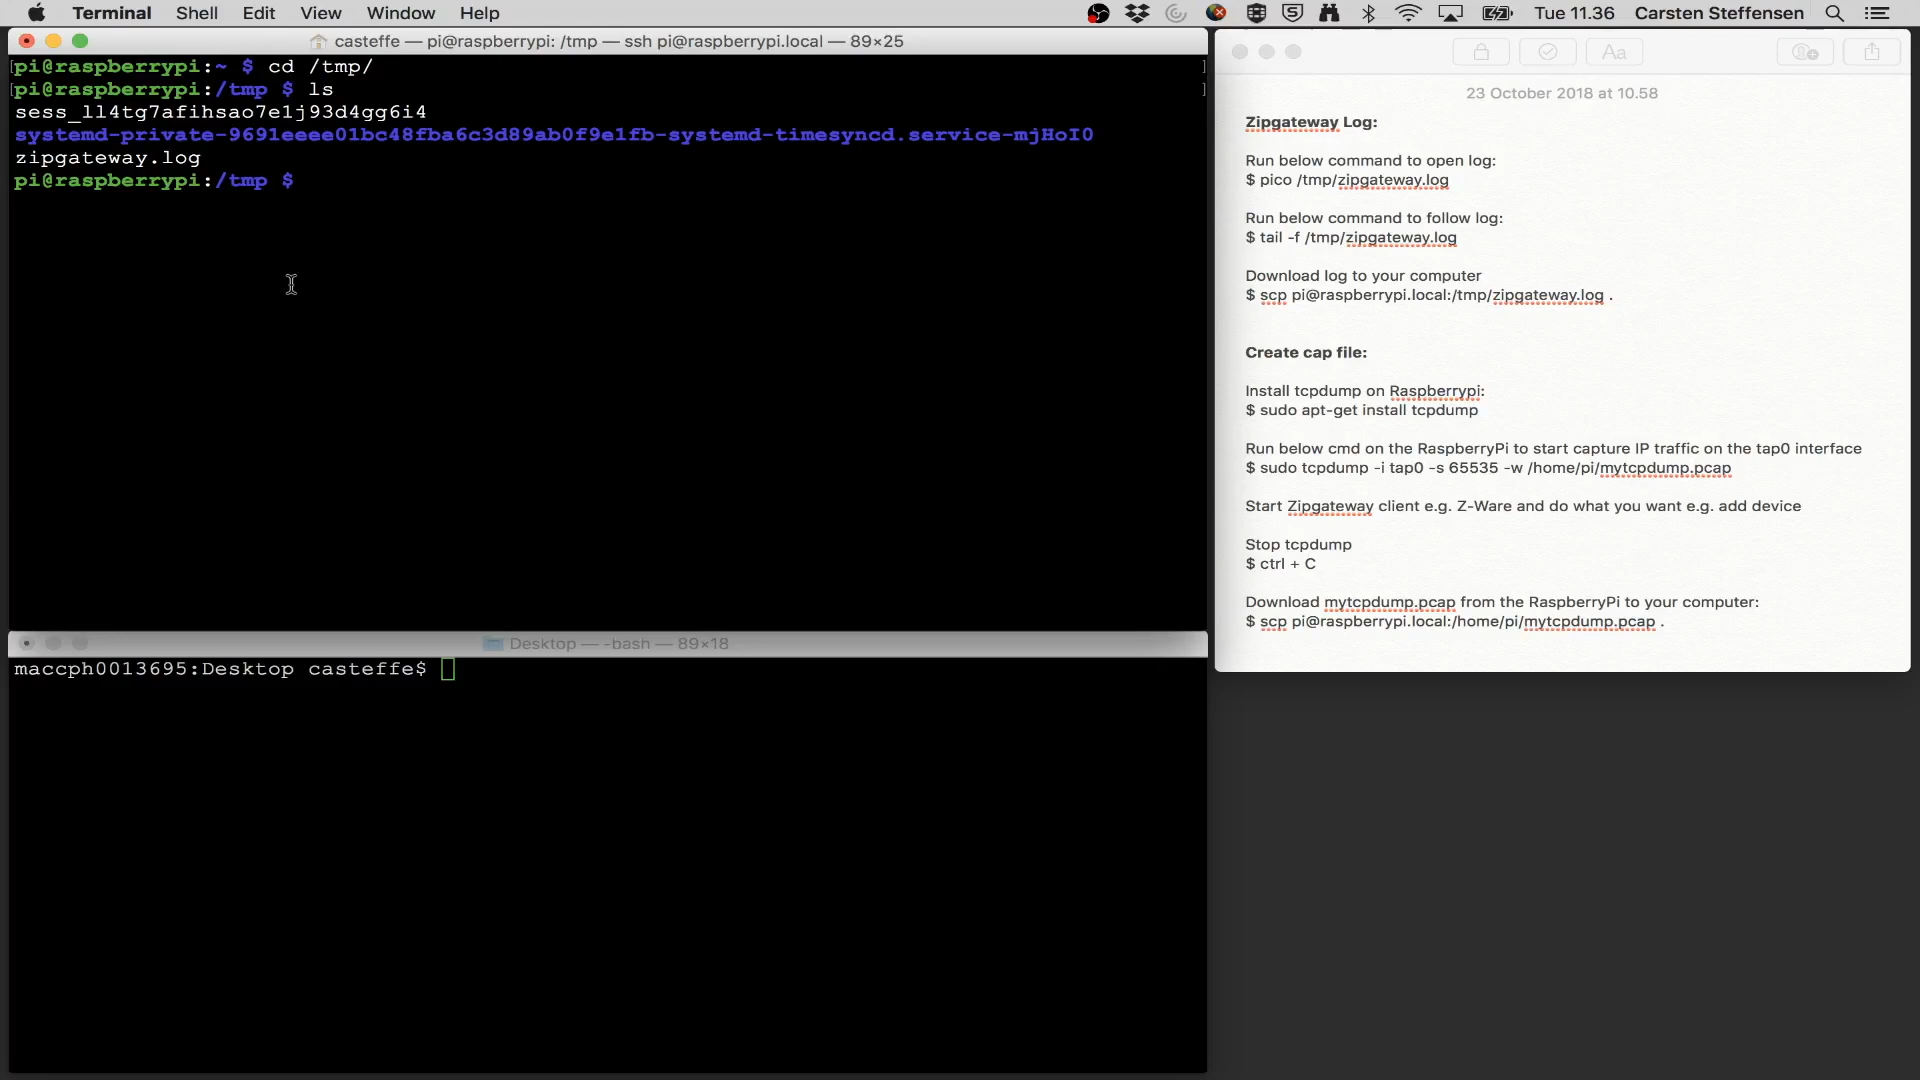 Terminal Shell Edit View Window Help Tue 11.36 Carsten Steffensen
casteffe — pi@raspberrypi: /tmp — ssh pi@raspberrypi.local — 89×25
pi@raspberrypi:~ $ cd /tmp/
pi@raspberrypi:/tmp $ ls
sess_ll4tg7afihsao7e1j93d4gg6i4
systemd-private-9691eeee01bc48fba6c3d89ab0f9e1fb-systemd-timesyncd.service-mjHoI0
zipgateway.log
pi@raspberrypi:/tmp $
Desktop — -bash — 89×18
maccph0013695:Desktop casteffe$
Aa
23 October 2018 at 10.58
Zipgateway Log:
Run below command to open log:
$ pico /tmp/zipgateway.log
Run below command to follow log:
$ tail -f /tmp/zipgateway.log
Download log to your computer
$ scp pi@raspberrypi.local:/tmp/zipgateway.log .
Create cap file:
Install tcpdump on Raspberrypi:
$ sudo apt-get install tcpdump
Run below cmd on the RaspberryPi to start capture IP traffic on the tap0 interface
$ sudo tcpdump -i tap0 -s 65535 -w /home/pi/mytcpdump.pcap
Start Zipgateway client e.g. Z-Ware and do what you want e.g. add device
Stop tcpdump
$ ctrl + C
Download mytcpdump.pcap from the RaspberryPi to your computer:
$ scp pi@raspberrypi.local:/home/pi/mytcpdump.pcap .